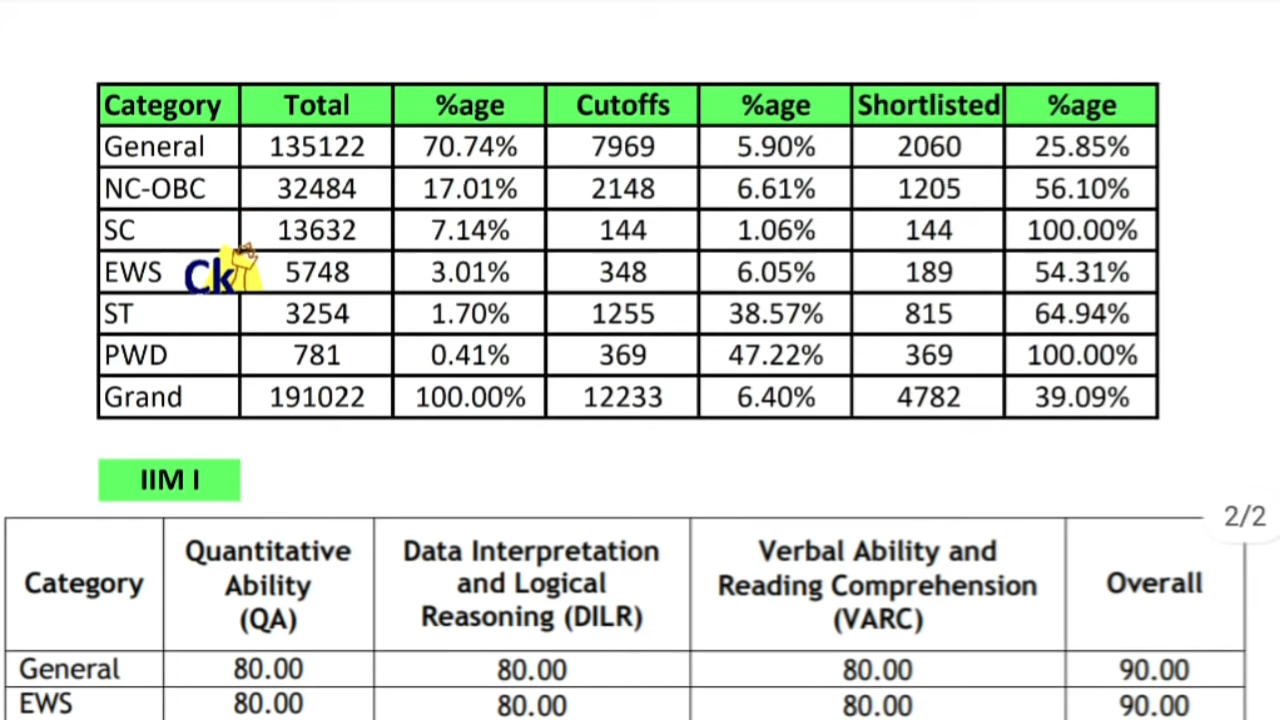 Category Total %age Cutoffs %age Shortlisted %age
General 135122 70.74% 7969 5.90% 2060 25.85%
NC-OBC 32484 17.01% 2148 6.61% 1205 56.10%
SC 13632 7.14% 144 1.06% 144 100.00%
EWS Ck 5748 3.01% 348 6.05% 189 54.31%
ST 3254 1.70% 1255 38.57% 815 64.94%
PWD 781 0.41% 369 47.22% 369 100.00%
Grand 191022 100.00% 12233 6.40% 4782 39.09%
IIM I
2/2
Category Quantitative Ability (QA) Data Interpretation and Logical Reasoning (DILR) Verbal Ability and Reading Comprehension (VARC) Overall
General 80.00 80.00 80.00 90.00
EWS 80.00 80.00 80.00 90.00